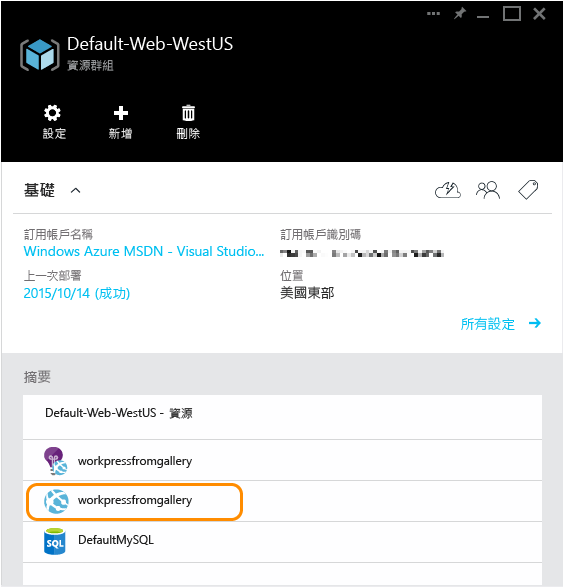 Default-Web-WestUS
資源群組
設定 新增 刪除
基礎
訂用帳戶名稱 訂用帳戶識別碼
Windows Azure MSDN - Visual Studio...
上一次部署 位置
2015/10/14 (成功) 美國東部
所有設定
摘要
Default-Web-WestUS - 資源
workpressfromgallery
workpressfromgallery
SQL DefaultMySQL